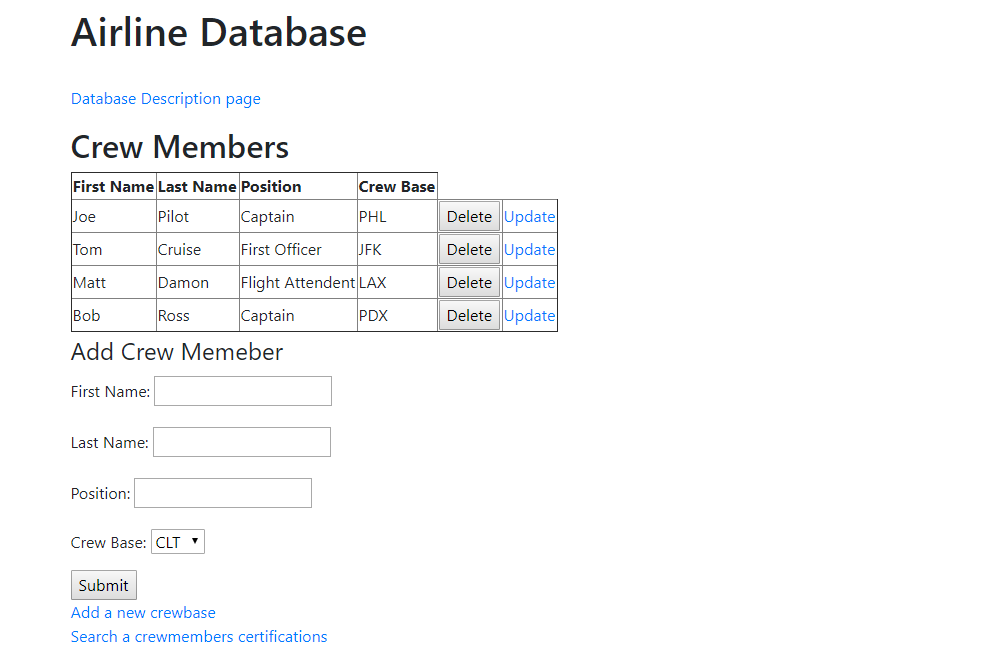 Airline Database
Database Description page
Crew Members
First Name Last Name Position Crew Base
Joe Pilot Captain PHL Delete Update
Tom Cruise First Officer JFK Delete Update
Matt Damon Flight Attendent LAX Delete Update
Bob Ross Captain PDX Delete Update
Add Crew Memeber
First Name:
Last Name:
Position:
Crew Base: CLT
Submit
Add a new crewbase
Search a crewmembers certifications